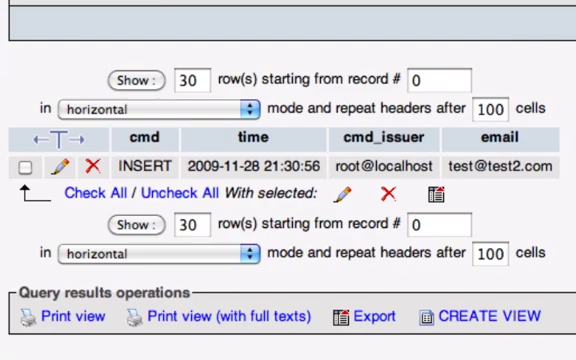 Show : 30 row(s) starting from record # 0
in horizontal mode and repeat headers after 100 cells
←T→ cmd time cmd_issuer email
INSERT 2009-11-28 21:30:56 root@localhost test@test2.com
Check All / Uncheck All With selected:
Show : 30 row(s) starting from record # 0
in horizontal mode and repeat headers after 100 cells
Query results operations
Print view Print view (with full texts) Export CREATE VIEW